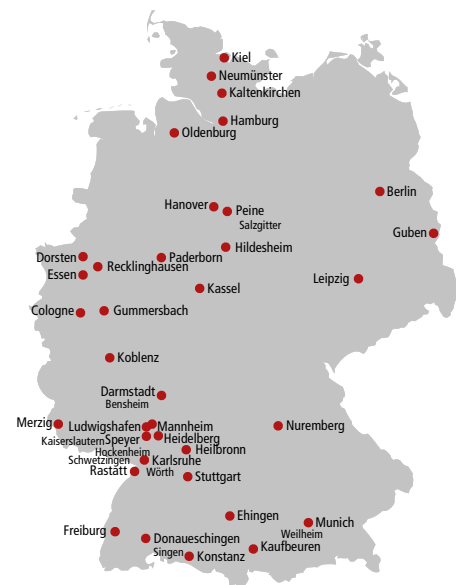 Kiel
Neumünster
Kaltenkirchen
Hamburg
Oldenburg
Berlin
Hanover
Peine
Salzgitter
Guben
Hildesheim
Dorsten
Paderborn
Recklinghausen
Essen
Leipzig
Kassel
Cologne
Gummersbach
Koblenz
Darmstadt
Bensheim
Merzig
Ludwigshafen
Mannheim
Nuremberg
Kaiserslautern
Speyer
Heidelberg
Hockenheim
Heilbronn
Schwetzingen
Karlsruhe
Rastatt
Wörth
Stuttgart
Ehingen
Munich
Weilheim
Freiburg
Donaueschingen
Kaufbeuren
Singen
Konstanz